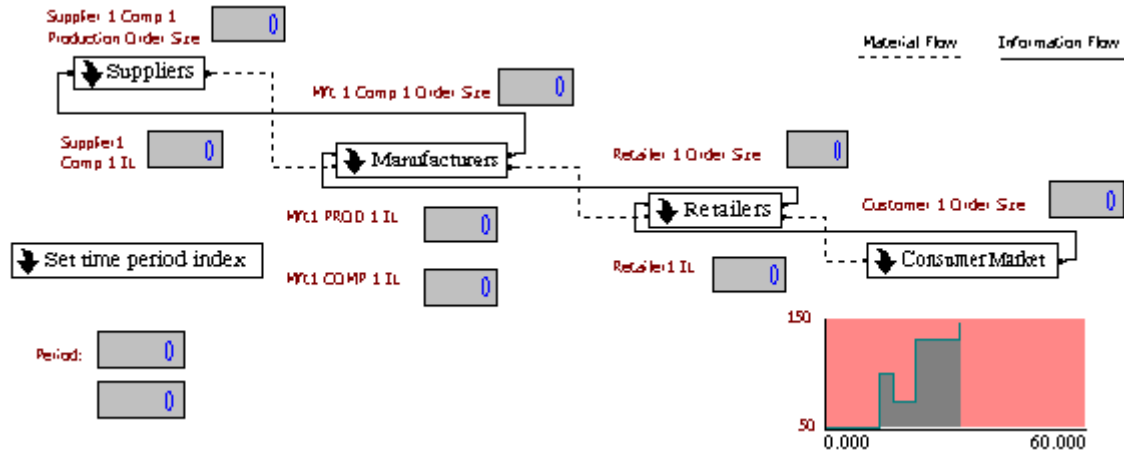 Supplier 1 Comp 1
Production Order Size
0
Material Flow
Information Flow
Suppliers
Mfc 1 Comp 1 Order Size
0
Supplier1
Comp 1 IL
0
Manufacturers
Retailer 1 Order Size
0
Mfc1 PROD 1 IL
0
Retailers
Customer 1 Order Size
0
Set time period index
Mfc1 COMP 1 IL
0
Retailer1 IL
0
ConsumerMarket
Period:
0
0
150
50
0.000
60.000